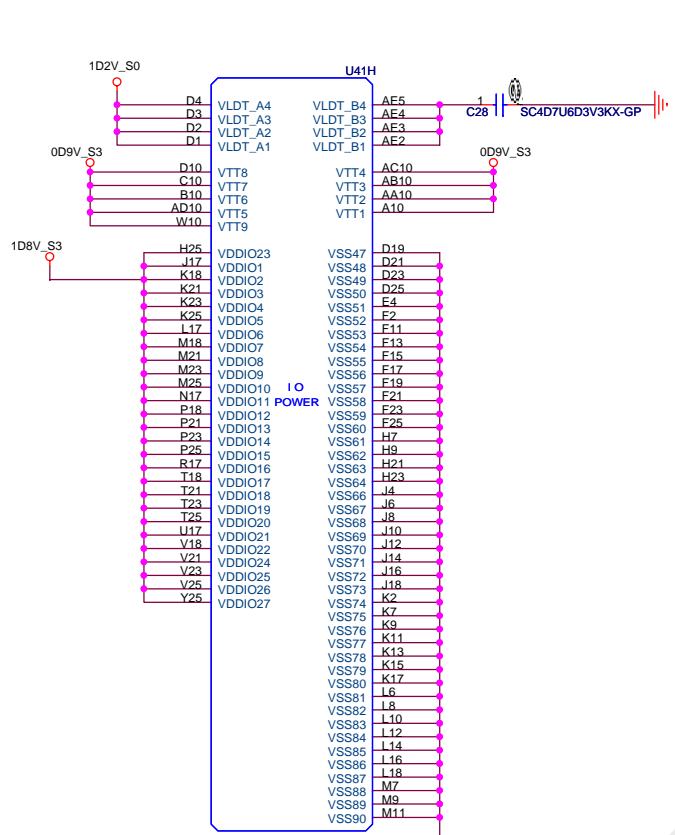 U41H
1D2V_S0
D4 VLDT_A4 VLDT_B4 AE5 1
C28 SC4D7U6D3V3KX-GP
D3 VLDT_A3 VLDT_B3 AE4
D2 VLDT_A2 VLDT_B2 AE3
D1 VLDT_A1 VLDT_B1 AE2
0D9V_S3 0D9V_S3
D10 VTT8 VTT4 AC10
C10 VTT7 VTT3 AB10
B10 VTT6 VTT2 AA10
AD10 VTT5 VTT1 A10
W10 VTT9
1D8V_S3
H25 VDDIO23 VSS47 D19
J17 VDDIO1 VSS48 D21
K18 VDDIO2 VSS49 D23
K21 VDDIO3 VSS50 D25
K23 VDDIO4 VSS51 E4
K25 VDDIO5 VSS52 F2
L17 VDDIO6 VSS53 F11
M18 VDDIO7 VSS54 F13
M21 VDDIO8 VSS55 F15
M23 VDDIO9 VSS56 F17
M25 VDDIO10 IO VSS57 F19
N17 VDDIO11 POWER VSS58 F21
P18 VDDIO12 VSS59 F23
P21 VDDIO13 VSS60 F25
P23 VDDIO14 VSS61 H7
P25 VDDIO15 VSS62 H9
R17 VDDIO16 VSS63 H21
T18 VDDIO17 VSS64 H23
T21 VDDIO18 VSS66 J4
T23 VDDIO19 VSS67 J6
T25 VDDIO20 VSS68 J8
U17 VDDIO21 VSS69 J10
V18 VDDIO22 VSS70 J12
V21 VDDIO24 VSS71 J14
V23 VDDIO25 VSS72 J16
V25 VDDIO26 VSS73 J18
Y25 VDDIO27 VSS74 K2
VSS75 K7
VSS76 K9
VSS77 K11
VSS78 K13
VSS79 K15
VSS80 K17
VSS81 L6
VSS82 L8
VSS83 L10
VSS84 L12
VSS85 L14
VSS86 L16
VSS87 L18
VSS88 M7
VSS89 M9
VSS90 M11